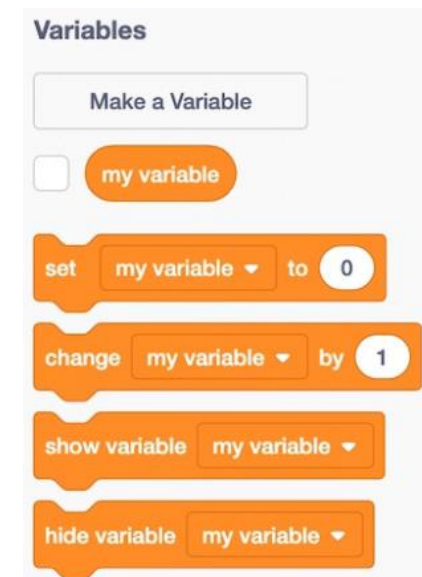 Variables
Make a Variable
my variable
set my variable to 0
change my variable by 1
show variable my variable
hide variable my variable